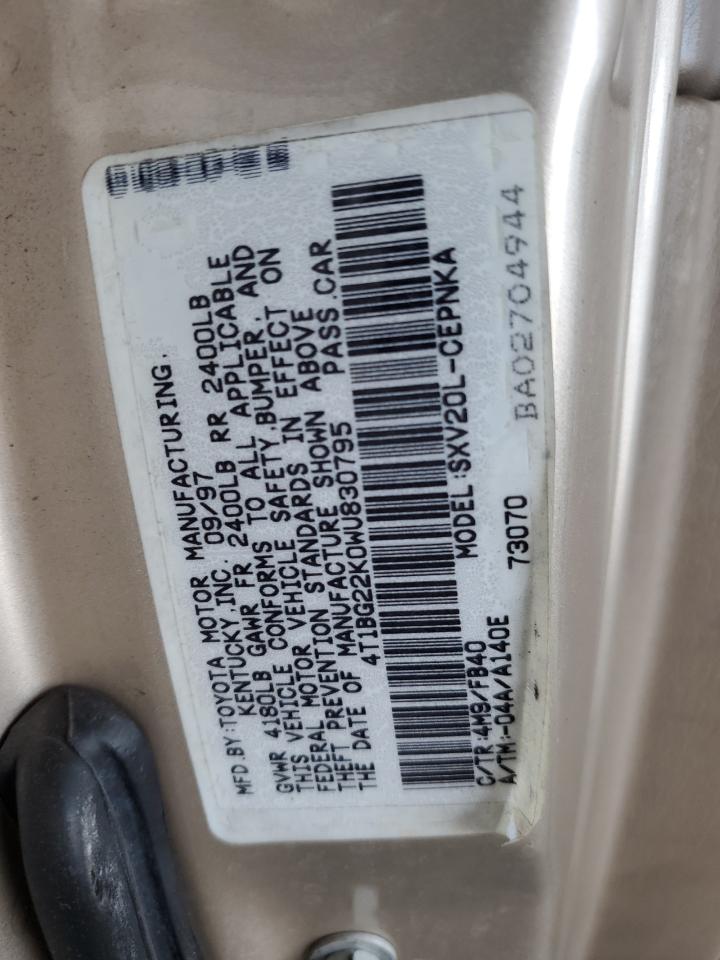 MFD.BY:TOYOTA MOTOR MANUFACTURING.
KENTUCKY,INC. 09/97
GVWR 4180LB GAWR FR 2400LB RR 2400LB
THIS VEHICLE CONFORMS TO ALL APPLICABLE
FEDERAL MOTOR VEHICLE SAFETY,BUMPER, AND
THEFT PREVENTION STANDARDS IN EFFECT ON
THE DATE OF MANUFACTURE SHOWN ABOVE
4T1BG22K0WU830795 PASS.CAR
MODEL:SXV20L-CEPNKA
C/TR:4M9/FB40
A/TM:-04A/A140E 73070
BA02704944